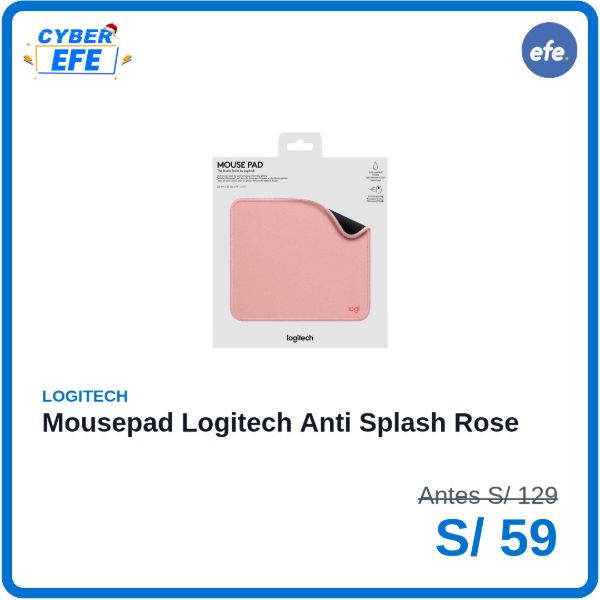 CYBER
EFE
efe.
MOUSE PAD
logi
logitech
LOGITECH
Mousepad Logitech Anti Splash Rose
Antes S/ 129
S/ 59